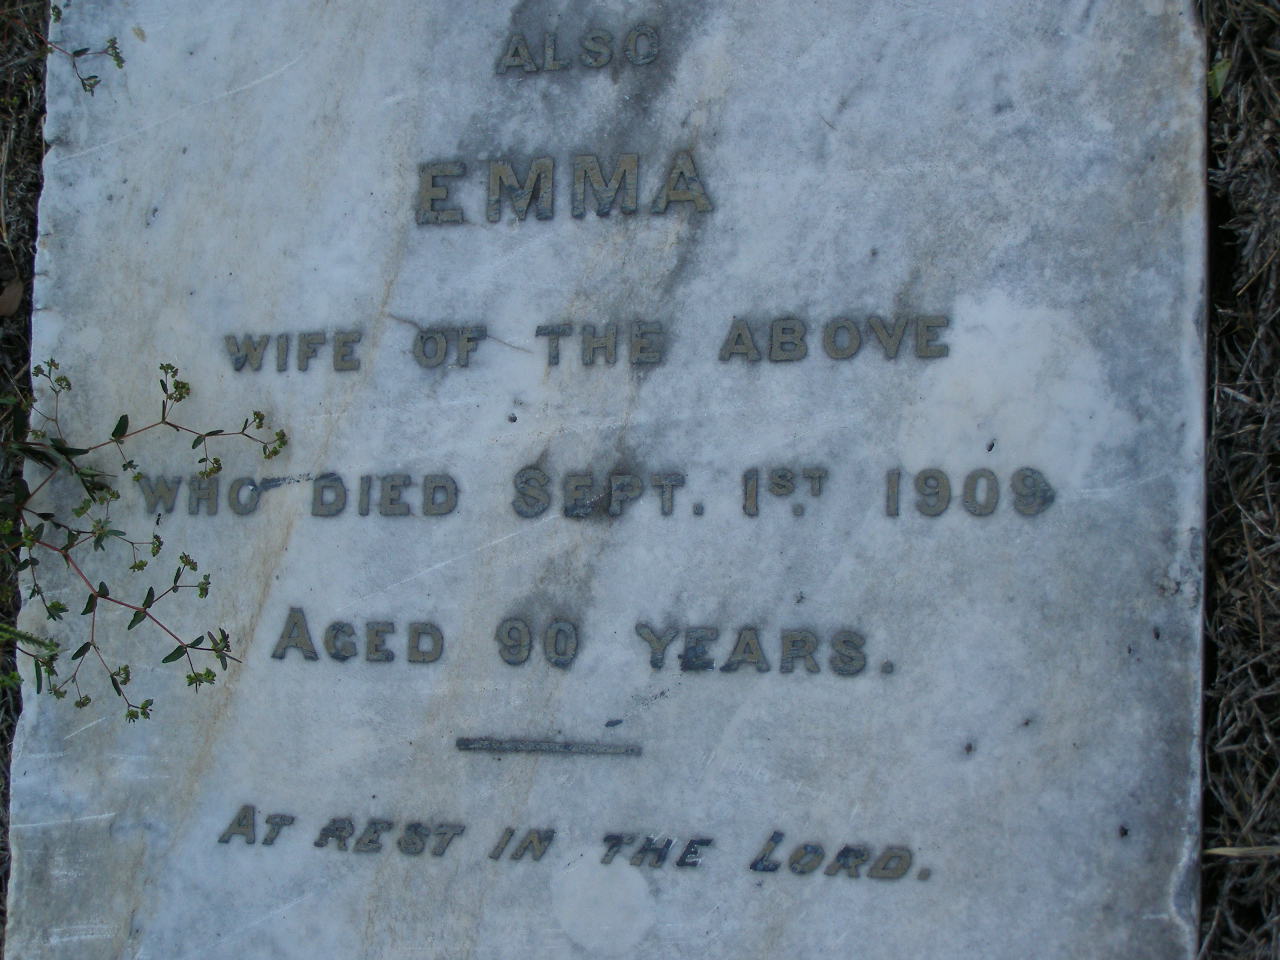 ALSO
EMMA
WIFE OF THE ABOVE
WHO DIED SEPT. 1ST. 1909
AGED 90 YEARS.
AT REST IN THE LORD.